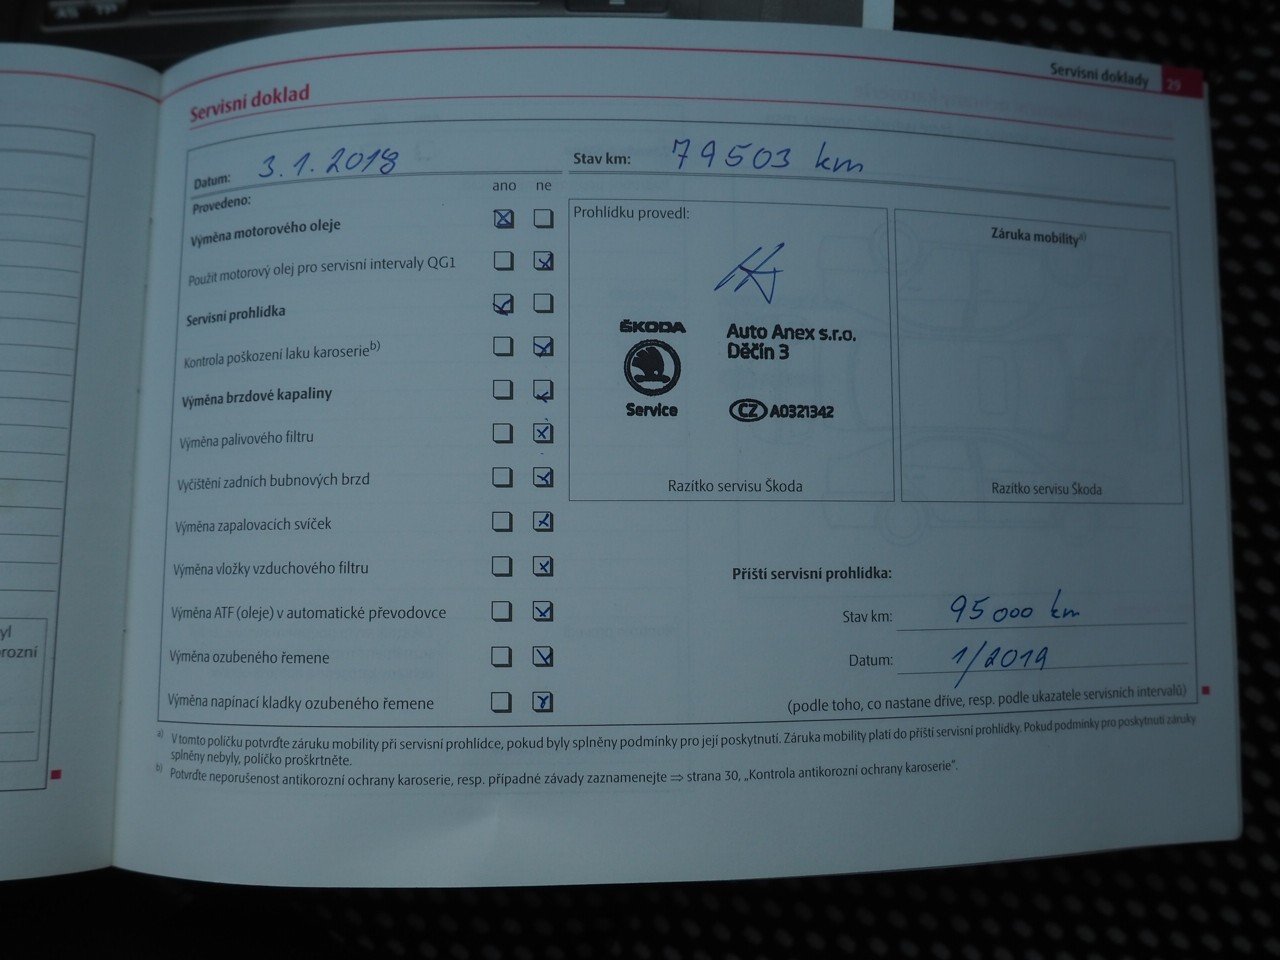 Servisní doklady 29
Servisní doklad
Datum: 3.1.2018
Stav km: 79503 km
Provedeno:
ano ne
Výměna motorového oleje
Použit motorový olej pro servisní intervaly QG1
Servisní prohlídka
Kontrola poškození laku karoserie b)
Výměna brzdové kapaliny
Výměna palivového filtru
Vyčištění zadních bubnových brzd
Výměna zapalovacích svíček
Výměna vložky vzduchového filtru
Výměna ATF (oleje) v automatické převodovce
Výměna ozubeného řemene
Výměna napínací kladky ozubeného řemene
Prohlídku provedl:
ŠKODA
Service
Auto Anex s.r.o.
Děčín 3
CZ A0321342
Razítko servisu Škoda
Záruka mobility a)
Razítko servisu Škoda
Příští servisní prohlídka:
Stav km: 95000 km
Datum: 1/2019
(podle toho, co nastane dříve, resp. podle ukazatele servisních intervalů)
a) V tomto políčku potvrďte záruku mobility při servisní prohlídce, pokud byly splněny podmínky pro její poskytnutí. Záruka mobility platí do příští servisní prohlídky. Pokud podmínky pro poskytnutí záruky
splněny nebyly, políčko proškrtněte.
b) Potvrďte neporušenost antikorozní ochrany karoserie, resp. případné závady zaznamenejte ⇒ strana 30, „Kontrola antikorozní ochrany karoserie“.